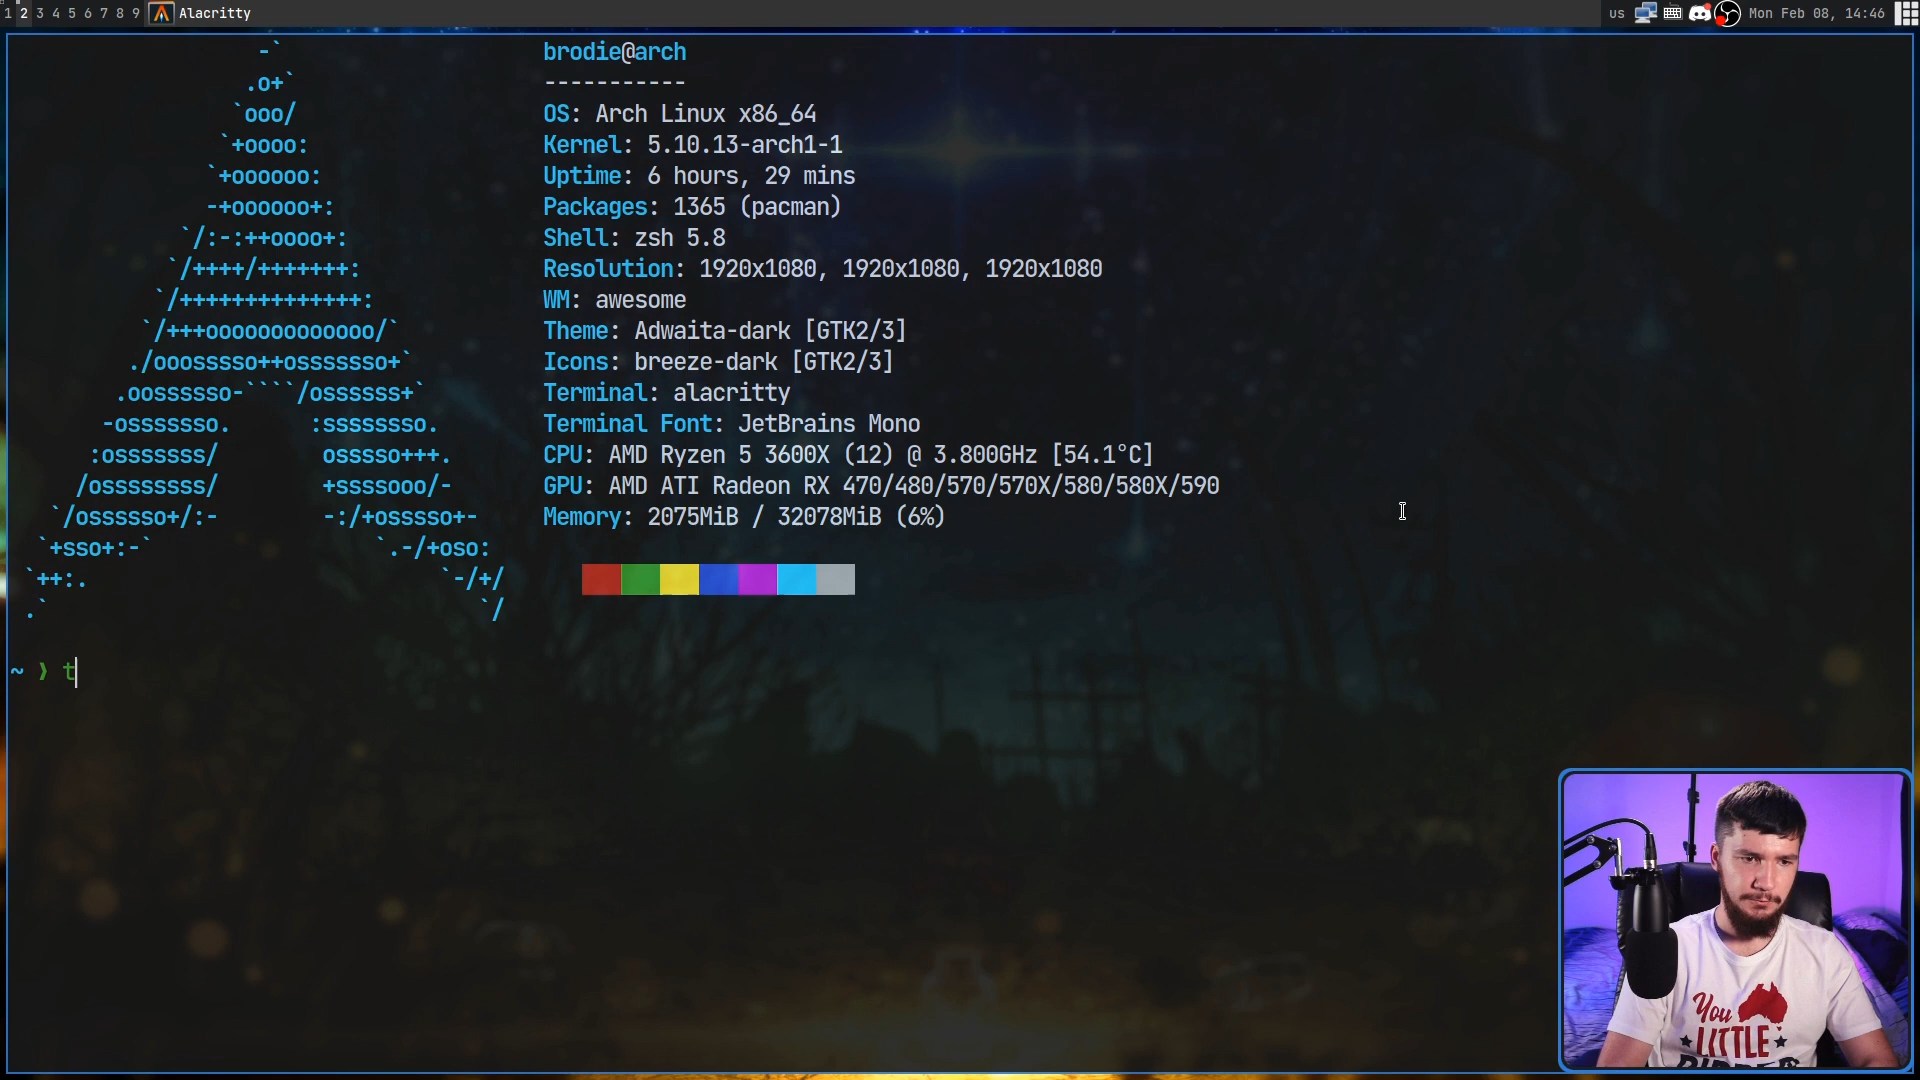 1 2 3 4 5 6 7 8 9 Alacritty us Mon Feb 08, 14:46
brodie@arch
-----------
OS: Arch Linux x86_64
Kernel: 5.10.13-arch1-1
Uptime: 6 hours, 29 mins
Packages: 1365 (pacman)
Shell: zsh 5.8
Resolution: 1920x1080, 1920x1080, 1920x1080
WM: awesome
Theme: Adwaita-dark [GTK2/3]
Icons: breeze-dark [GTK2/3]
Terminal: alacritty
Terminal Font: JetBrains Mono
CPU: AMD Ryzen 5 3600X (12) @ 3.800GHz [54.1°C]
GPU: AMD ATI Radeon RX 470/480/570/570X/580/580X/590
Memory: 2075MiB / 32078MiB (6%)
~ ❯ t
You
LITTLE